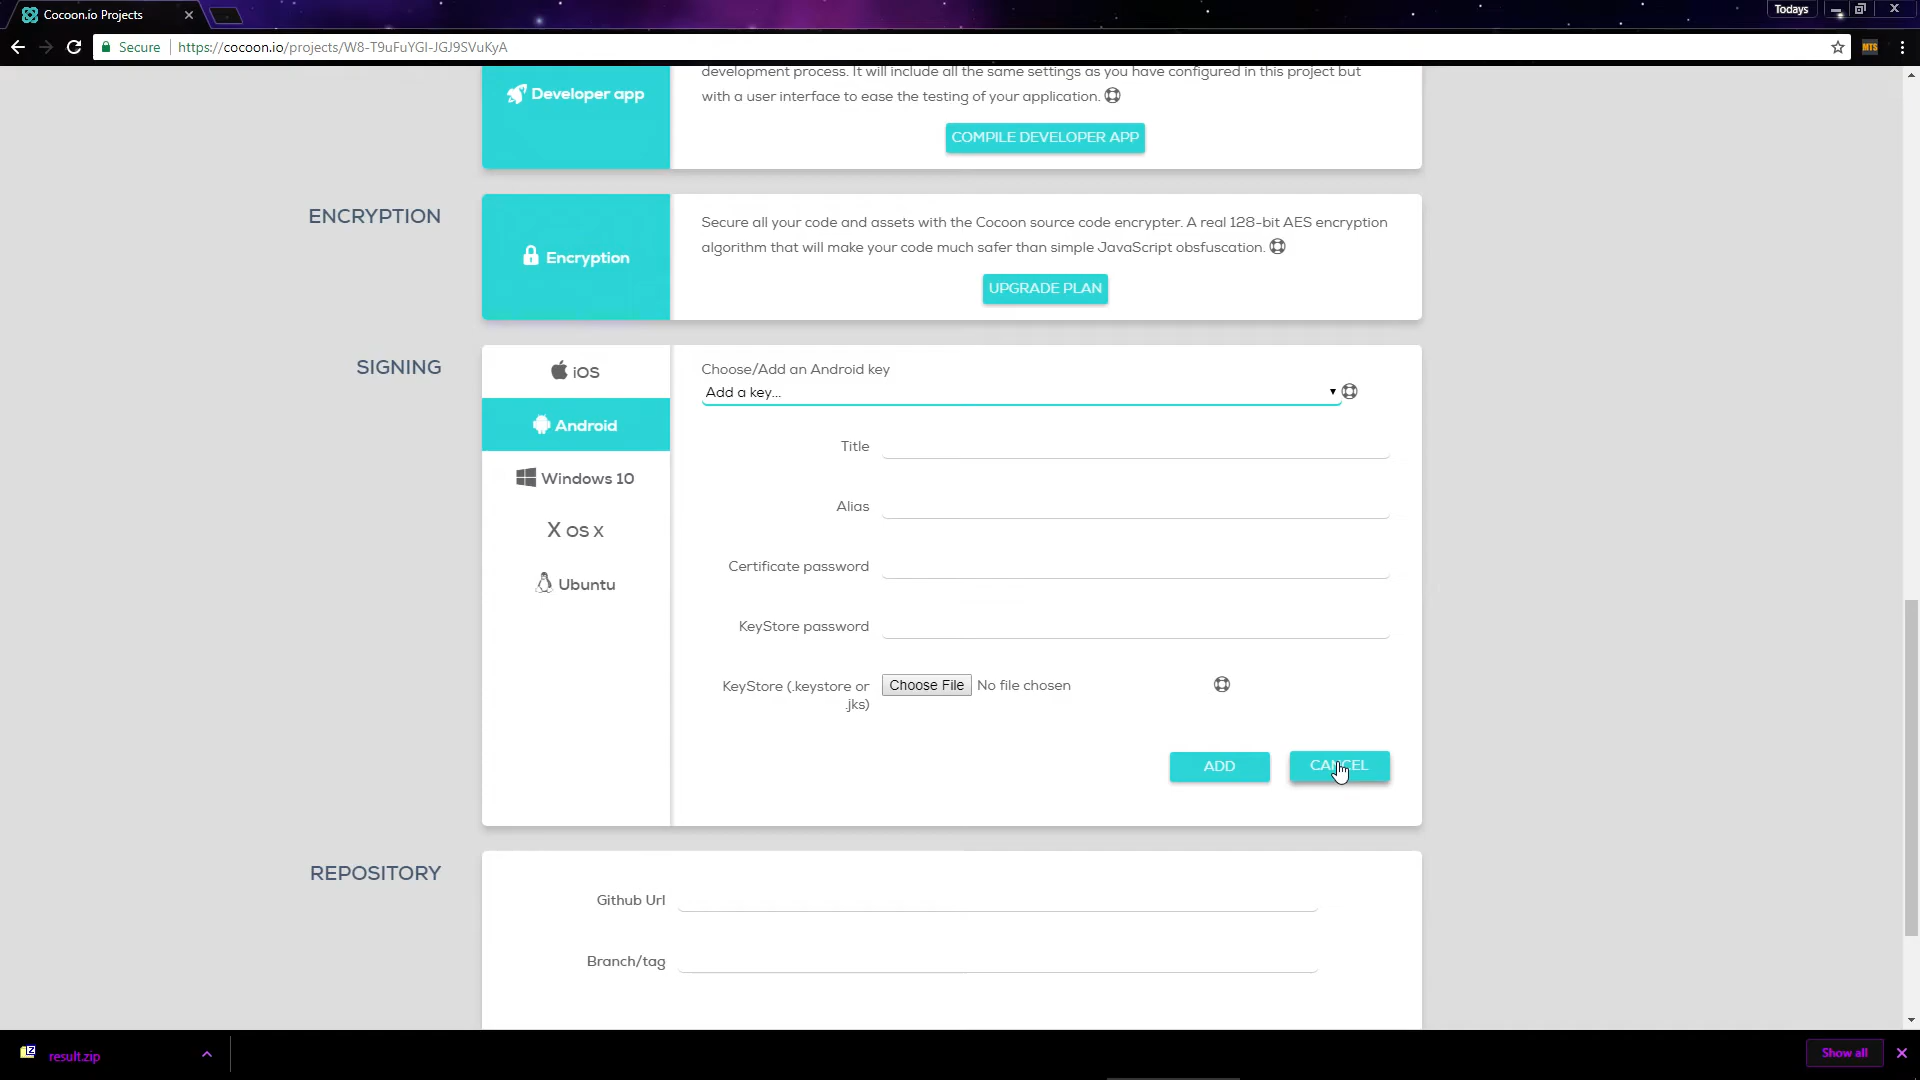 Cocoon.io Projects
Todays
Secure
https://cocoon.io/projects/W8-T9uFuYGI-JGJ9SVuKyA
MTS
Developer app
development process. It will include all the same settings as you have configured in this project but
with a user interface to ease the testing of your application.
COMPILE DEVELOPER APP
ENCRYPTION
Encryption
Secure all your code and assets with the Cocoon source code encrypter. A real 128-bit AES encryption
algorithm that will make your code much safer than simple JavaScript obsfuscation.
UPGRADE PLAN
SIGNING
iOS
Android
Windows 10
X OS X
Ubuntu
Choose/Add an Android key
Add a key...
Title
Alias
Certificate password
KeyStore password
KeyStore (.keystore or
.jks)
Choose File No file chosen
ADD
CANCEL
REPOSITORY
Github Url
Branch/tag
result.zip
Show all